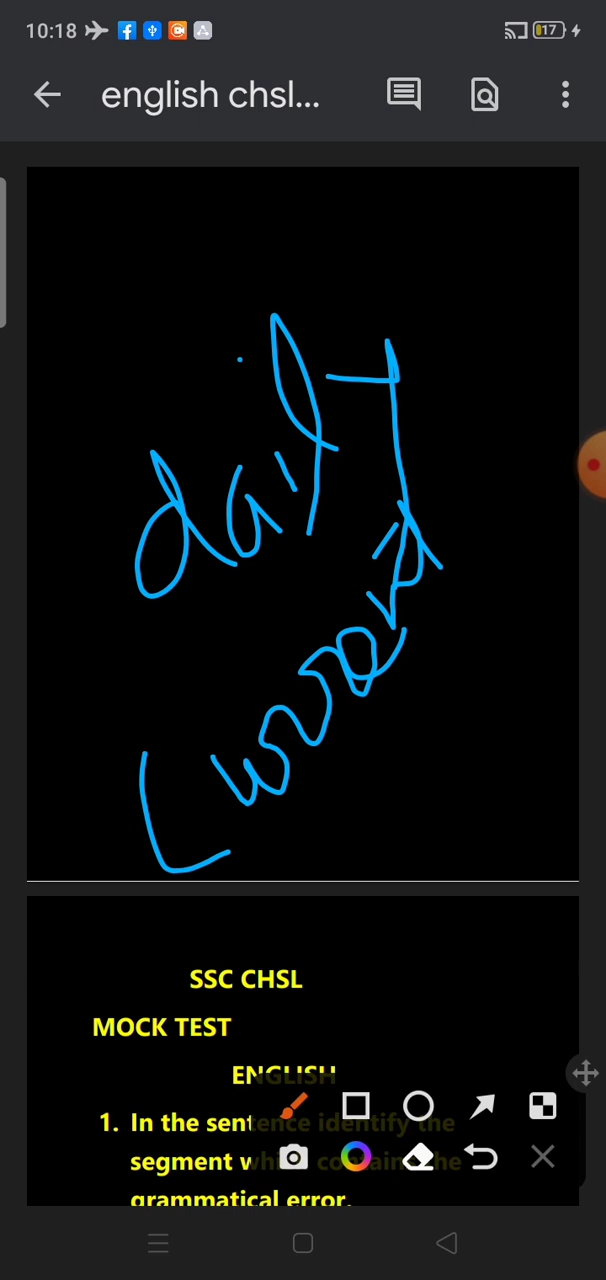 10:18
17
english chsl...
daily
SSC CHSL
MOCK TEST
ENGLISH
1. In the sentence identify the
segment which contains the
grammatical error.